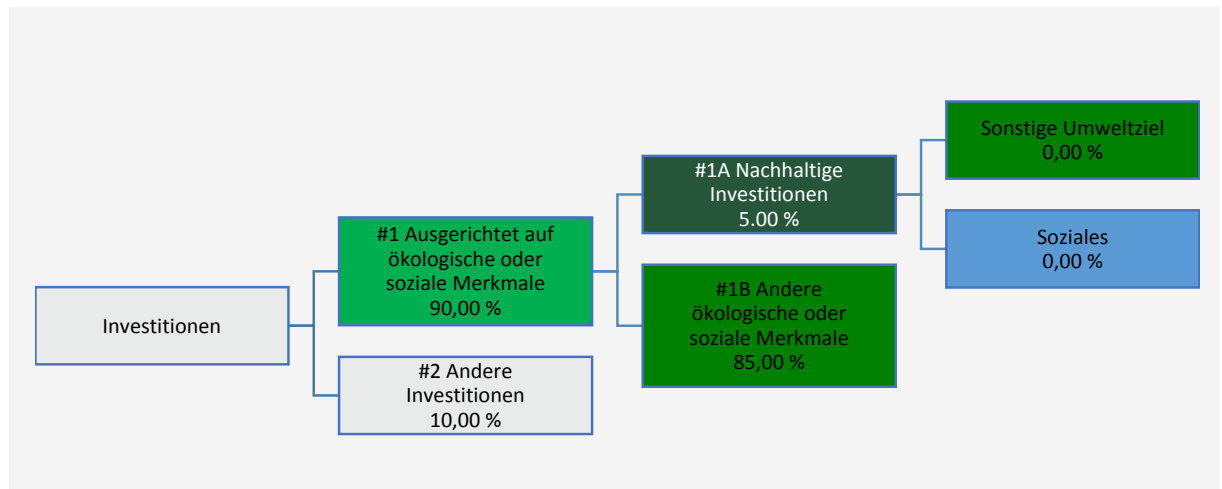 Investitionen
#1 Ausgerichtet auf
ökologische oder
soziale Merkmale
90,00 %
#2 Andere
Investitionen
10,00 %
#1A Nachhaltige
Investitionen
5.00 %
#1B Andere
ökologische oder
soziale Merkmale
85,00 %
Sonstige Umweltziel
0,00 %
Soziales
0,00 %